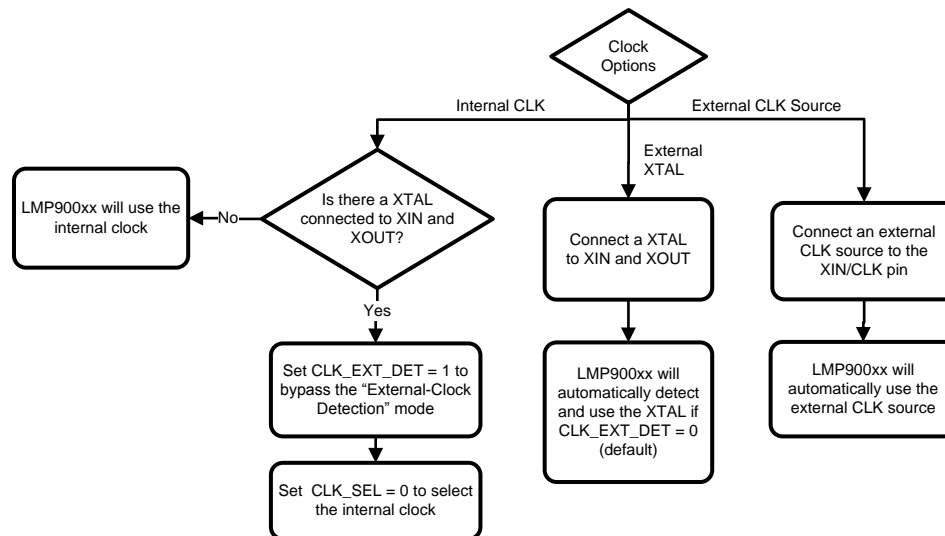 Clock
Options
Internal CLK
External CLK Source
External
XTAL
Is there a XTAL
connected to XIN and
XOUT?
No
LMP900xx will use the
internal clock
Yes
Set CLK_EXT_DET = 1 to
bypass the “External-Clock
Detection” mode
Set CLK_SEL = 0 to select
the internal clock
Connect a XTAL
to XIN and XOUT
LMP900xx will
automatically detect
and use the XTAL if
CLK_EXT_DET = 0
(default)
Connect an external
CLK source to the
XIN/CLK pin
LMP900xx will
automatically use the
external CLK source